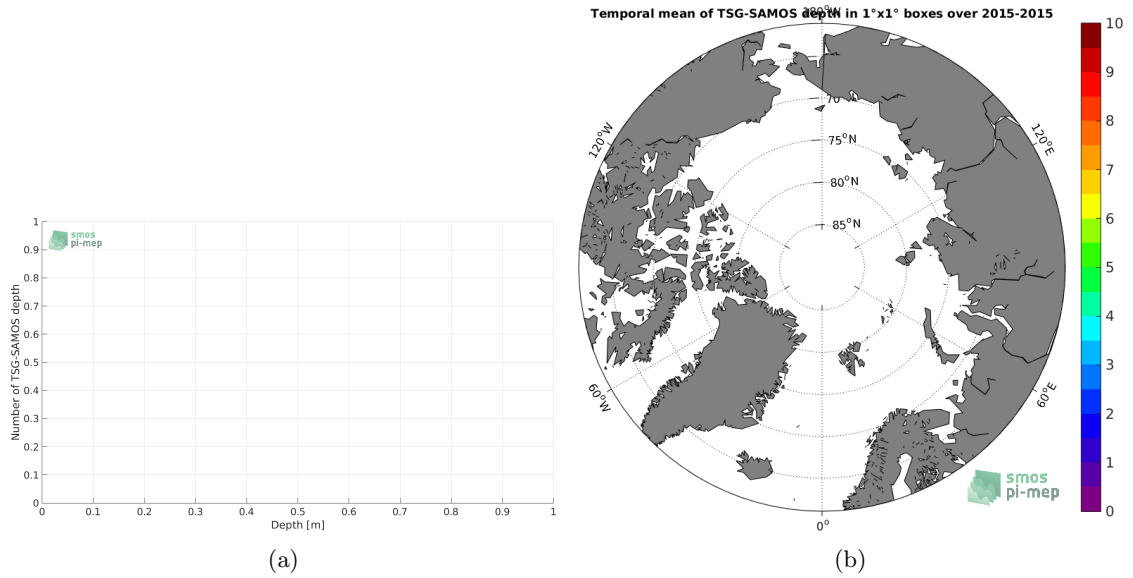 Temporal mean of TSG-SAMOS depth in 1°x1° boxes over 2015-2015
180°W
120°W
120°E
75°N
80°N
85°N
60°W
60°E
0°
smos
pi-mep
10
9
8
7
6
5
4
3
2
1
0
smos
pi-mep
Number of TSG-SAMOS depth
1
0.9
0.8
0.7
0.6
0.5
0.4
0.3
0.2
0.1
0
0
0.1
0.2
0.3
0.4
0.5
0.6
0.7
0.8
0.9
1
Depth [m]
(a)
(b)